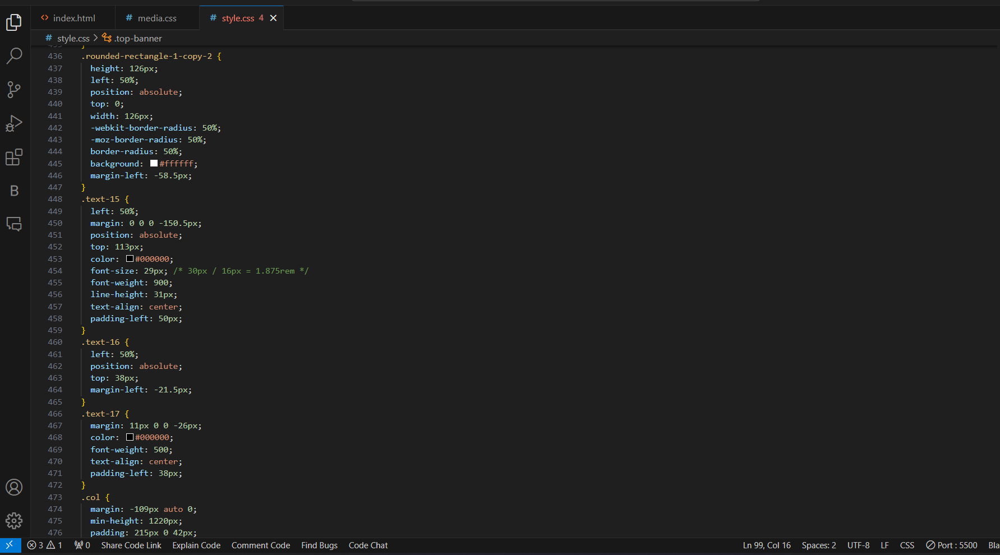 index.html
media.css
style.css 4
style.css
.top-banner
436 .rounded-rectangle-1-copy-2 {
437 height: 126px;
438 left: 50%;
439 position: absolute;
440 top: 0;
441 width: 126px;
442 -webkit-border-radius: 50%;
443 -moz-border-radius: 50%;
444 border-radius: 50%;
445 background: #ffffff;
446 margin-left: -58.5px;
447 }
448 .text-15 {
449 left: 50%;
450 margin: 0 0 0 -150.5px;
451 position: absolute;
452 top: 113px;
453 color: #000000;
454 font-size: 29px; /* 30px / 16px = 1.875rem */
455 font-weight: 900;
456 line-height: 31px;
457 text-align: center;
458 padding-left: 50px;
459 }
460 .text-16 {
461 left: 50%;
462 position: absolute;
463 top: 38px;
464 margin-left: -21.5px;
465 }
466 .text-17 {
467 margin: 11px 0 0 -26px;
468 color: #000000;
469 font-weight: 500;
470 text-align: center;
471 padding-left: 38px;
472 }
473 .col {
474 margin: -109px auto 0;
475 min-height: 1220px;
476 padding: 215px 0 42px;
B
3 1 0 Share Code Link Explain Code Comment Code Find Bugs Code Chat Ln 99, Col 16 Spaces: 2 UTF-8 LF CSS Port : 5500 Bla